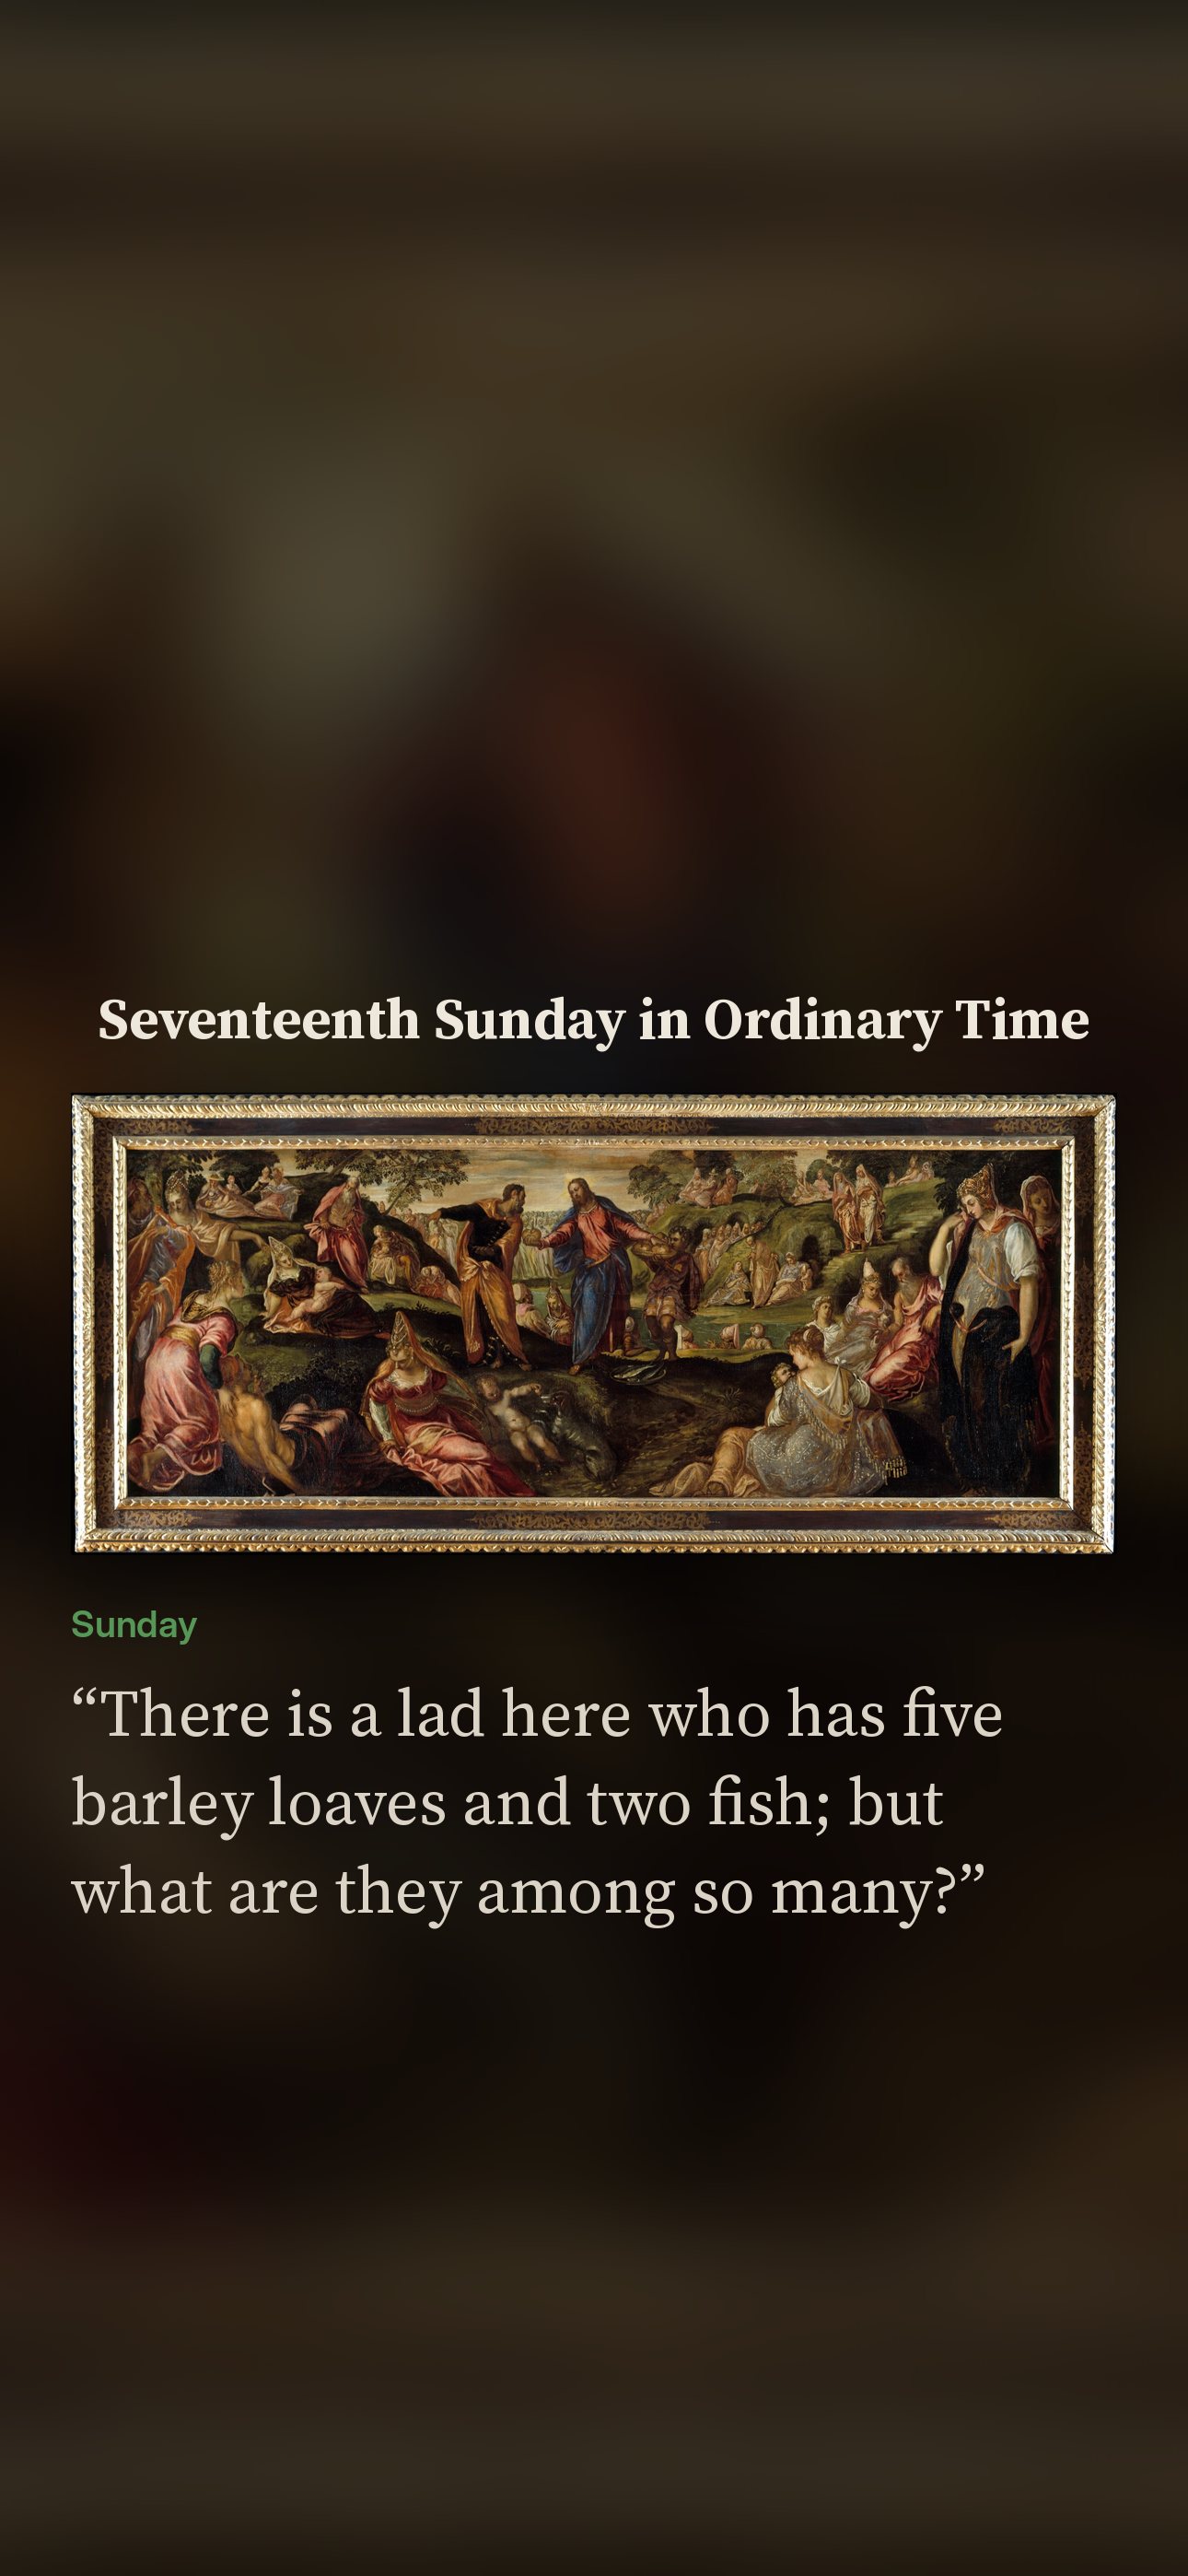 Seventeenth Sunday in Ordinary Time
Sunday
“There is a lad here who has five
barley loaves and two fish; but
what are they among so many?”